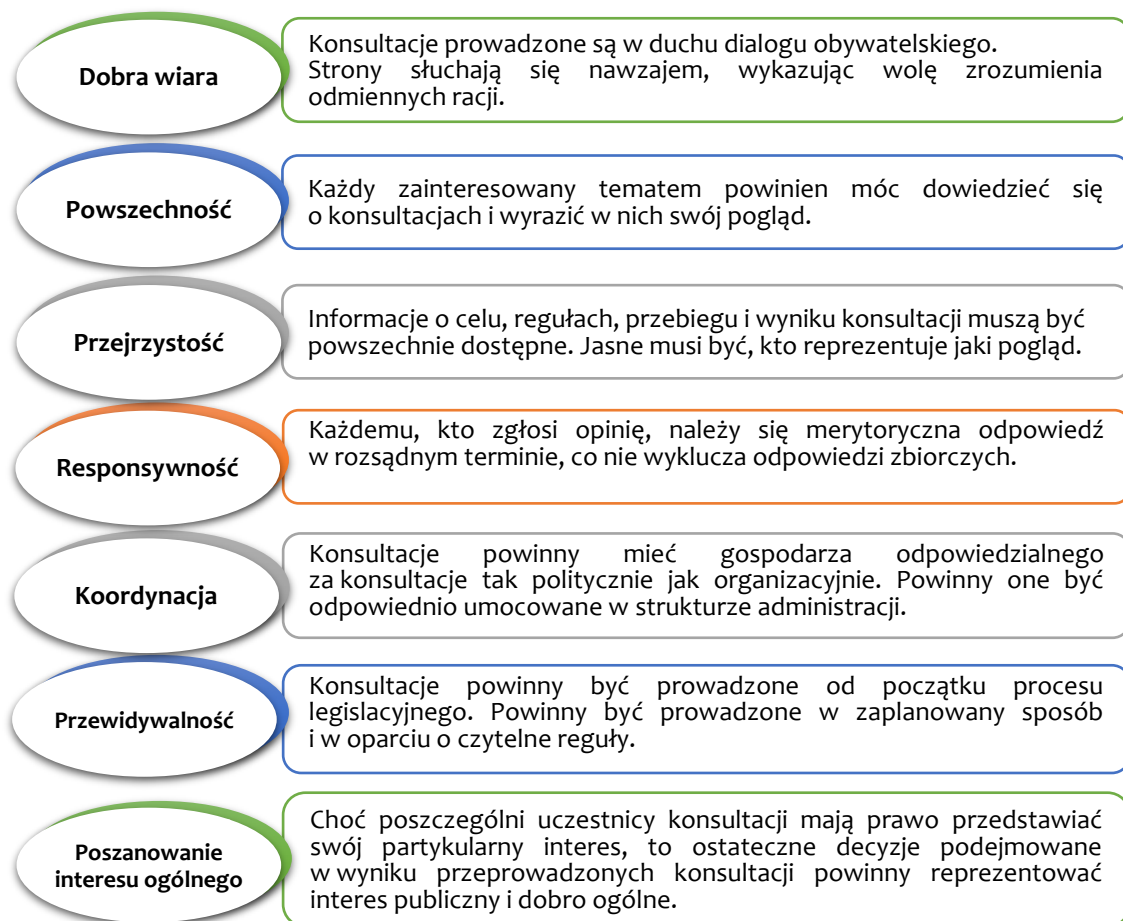 Dobra wiara
Konsultacje prowadzone są w duchu dialogu obywatelskiego.
Strony słuchają się nawzajem, wykazując wolę zrozumienia
odmiennych racji.
Powszechność
Każdy zainteresowany tematem powinien móc dowiedzieć się
o konsultacjach i wyrazić w nich swój pogląd.
Przejrzystość
Informacje o celu, regułach, przebiegu i wyniku konsultacji muszą być
powszechnie dostępne. Jasne musi być, kto reprezentuje jaki pogląd.
Responsywność
Każdemu, kto zgłosi opinię, należy się merytoryczna odpowiedź
w rozsądnym terminie, co nie wyklucza odpowiedzi zbiorczych.
Koordynacja
Konsultacje powinny mieć gospodarza odpowiedzialnego
za konsultacje tak politycznie jak organizacyjnie. Powinny one być
odpowiednio umocowane w strukturze administracji.
Przewidywalność
Konsultacje powinny być prowadzone od początku procesu
legislacyjnego. Powinny być prowadzone w zaplanowany sposób
i w oparciu o czytelne reguły.
Poszanowanie
interesu ogólnego
Choć poszczególni uczestnicy konsultacji mają prawo przedstawiać
swój partykularny interes, to ostateczne decyzje podejmowane
w wyniku przeprowadzonych konsultacji powinny reprezentować
interes publiczny i dobro ogólne.